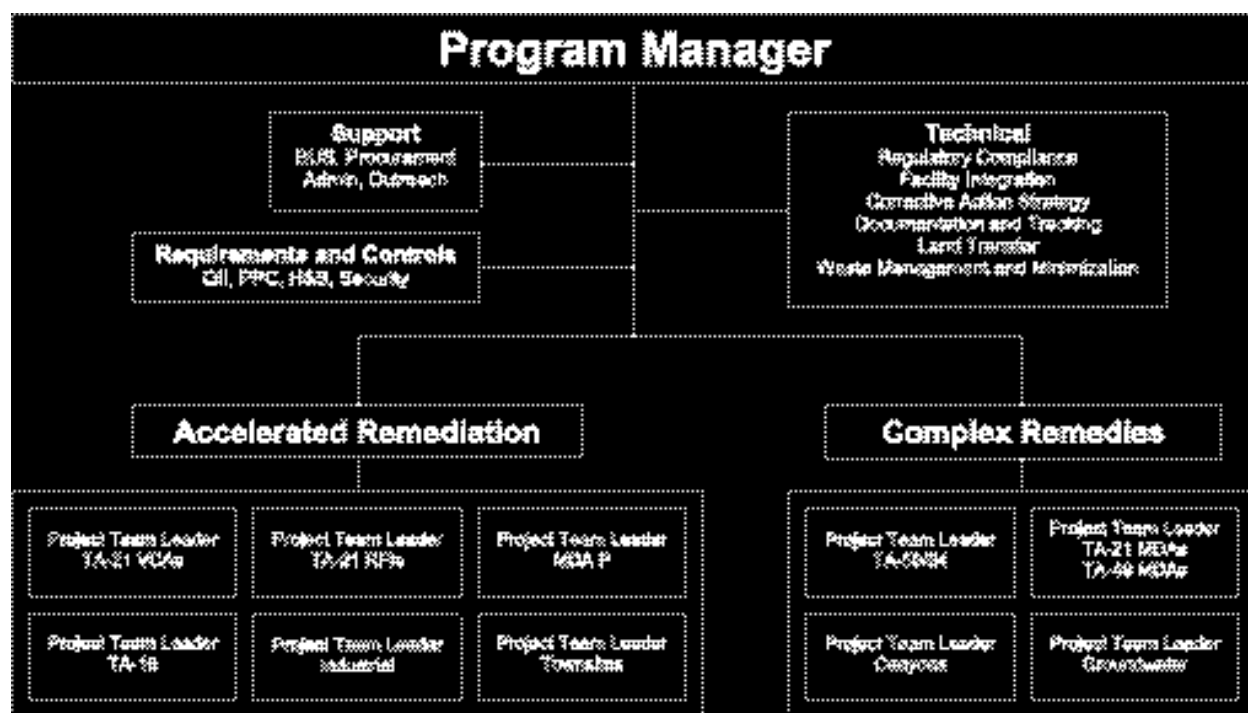 Program Manager
Support
BUS, Procurement
Admin, Outreach
Technical
Regulatory Compliance
Facility Integration
Corrective Action Strategy
Documentation and Tracking
Land Transfer
Waste Management and Minimization
Requirements and Controls
PPC, H&S, Security
Accelerated Remediation
Complex Remedies
Project Team Leader
TA-21
Project Team Leader
TA-21
Project Team Leader
MDA P
Project Team Leader
Project Team Leader
TA-21 MDAs
TA-49 MDAs
Project Team Leader
TA-16
Project Team Leader
Industrial
Project Team Leader
Townsites
Project Team Leader
Canyons
Project Team Leader
Groundwater